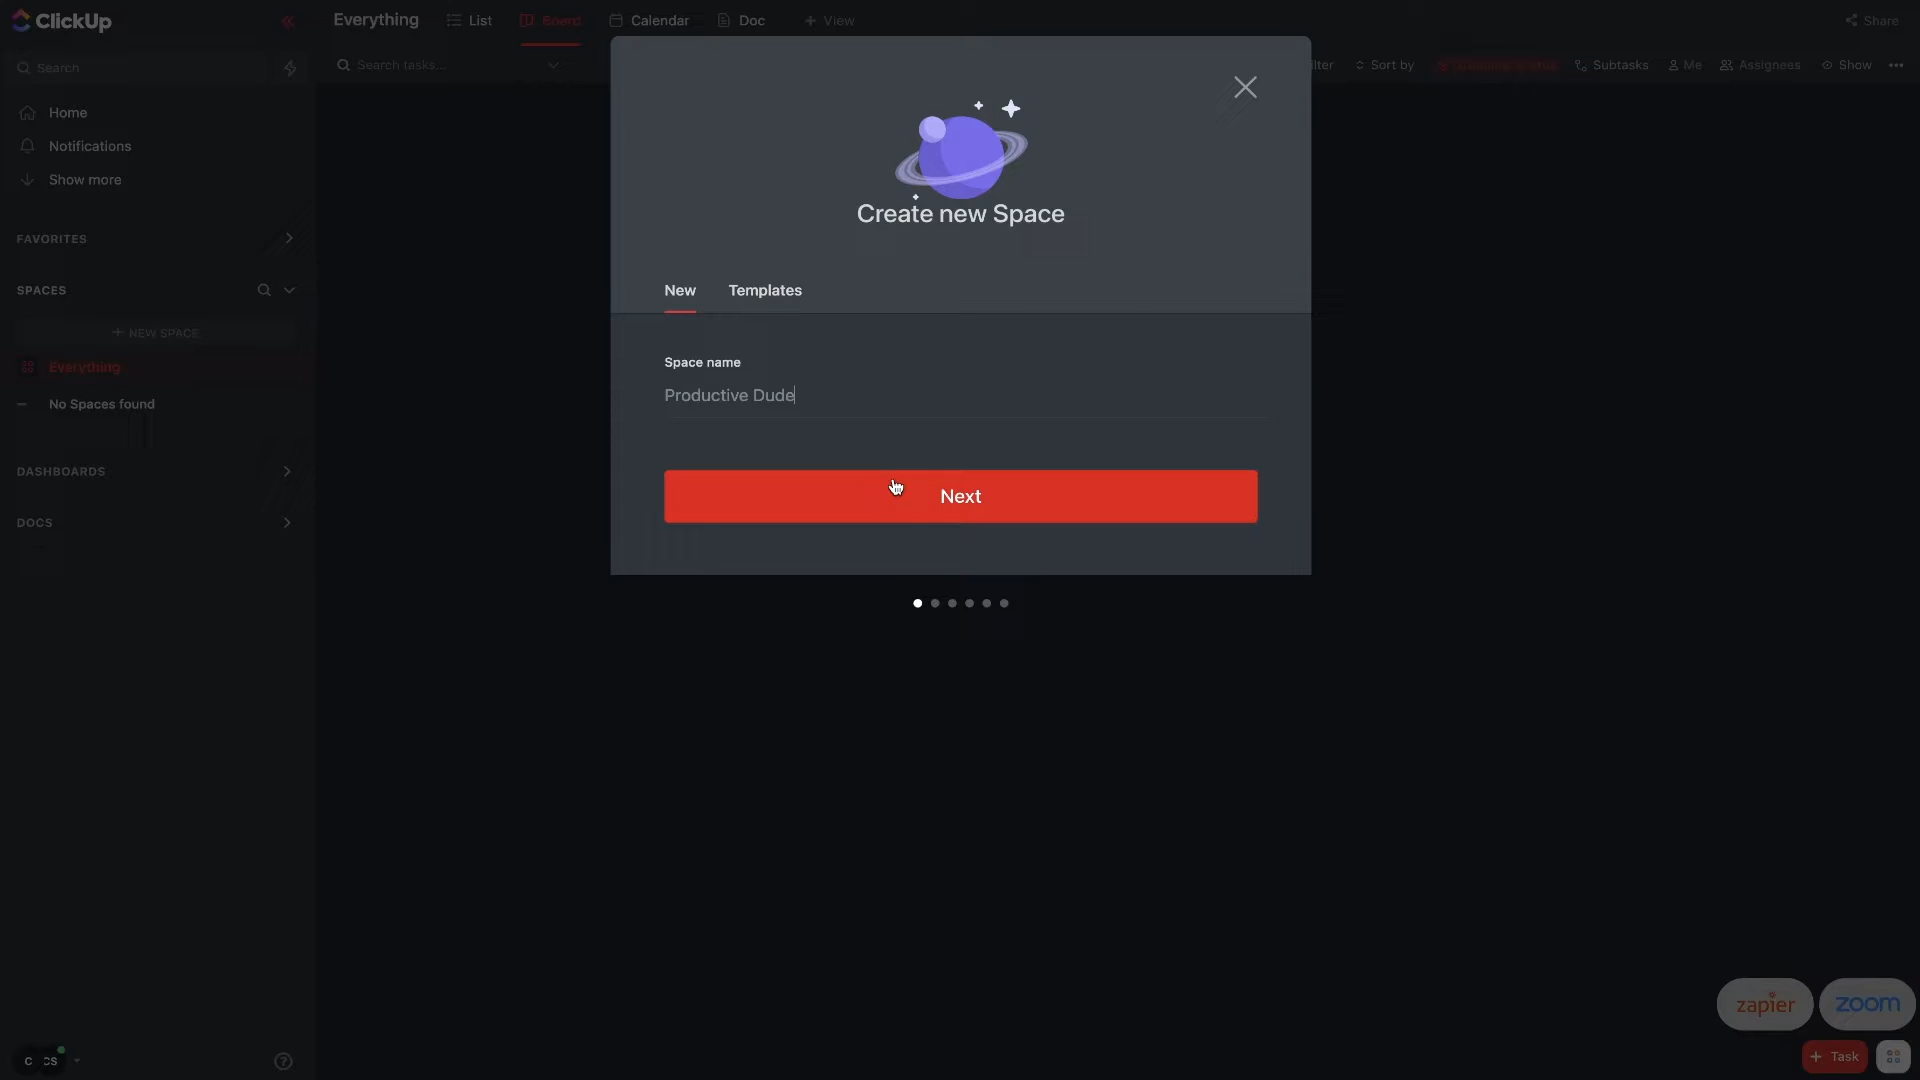 ClickUp
Everything
List
Board
Calendar
Doc
+ View
Share
Search
Search tasks...
Sort by
Subtasks
Me
Assignees
Show
Home
Notifications
Show more
FAVORITES
SPACES
+ NEW SPACE
Everything
No Spaces found
DASHBOARDS
DOCS
Create new Space
New
Templates
Space name
Productive Dude
Next
zapier
zoom
+ Task
C
CS